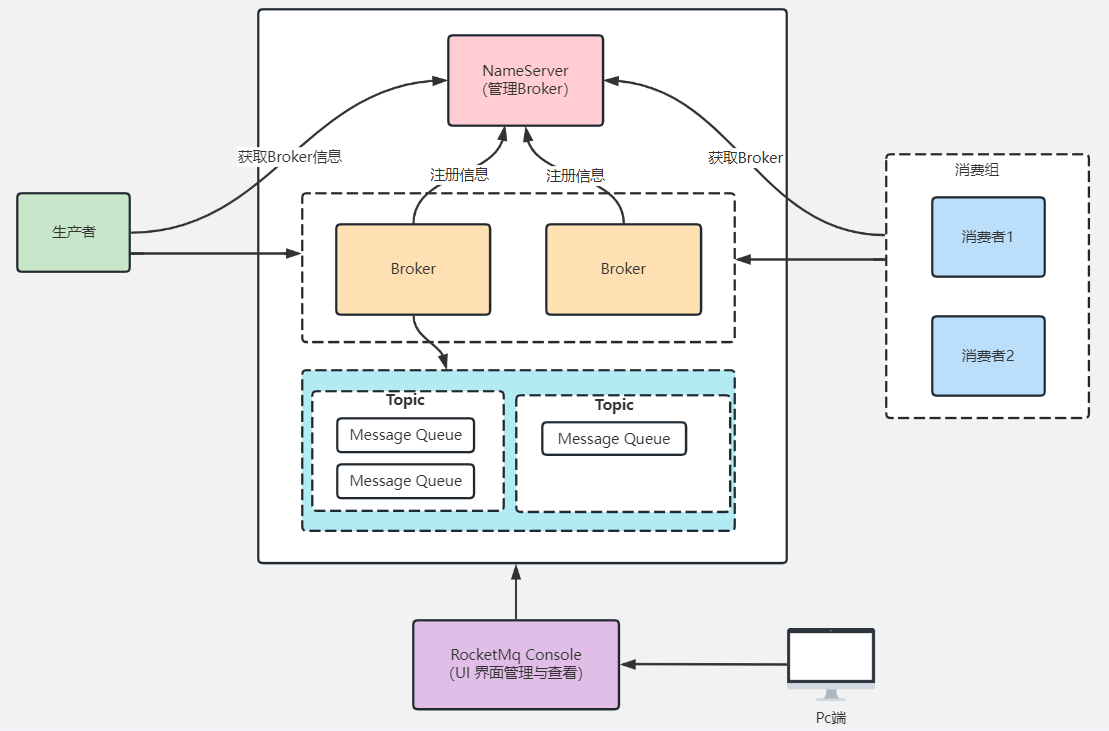 NameServer
(管理Broker)
获取Broker信息
获取Broker
注册信息
注册信息
消费组
生产者
消费者1
Broker
Broker
消费者2
Topic
Topic
Message Queue
Message Queue
Message Queue
RocketMq Console
(UI 界面管理与查看)
Pc端